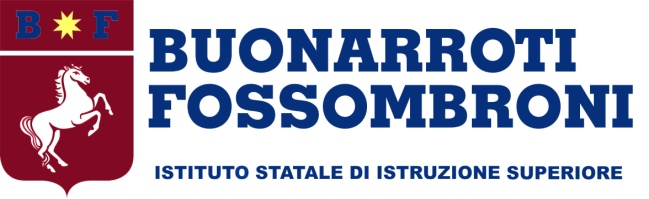 B F
BUONARROTI
FOSSOMBRONI
ISTITUTO STATALE DI ISTRUZIONE SUPERIORE